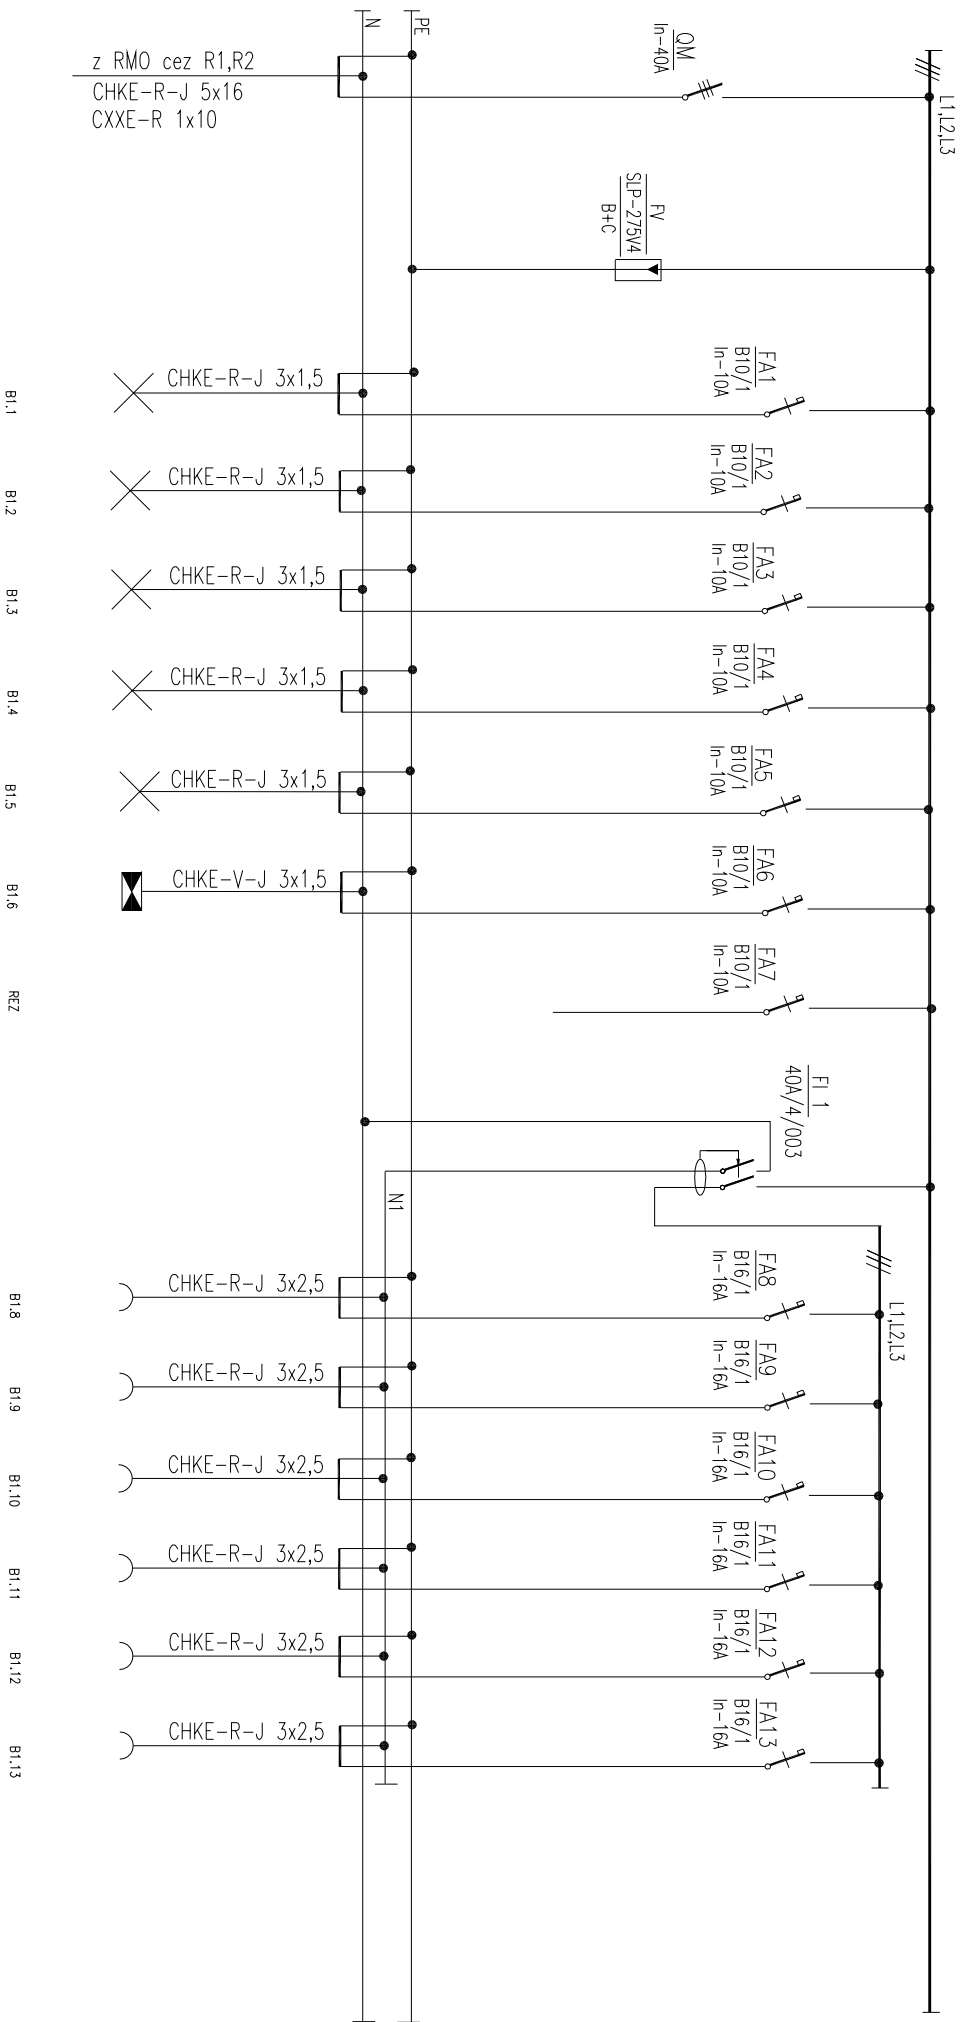 z RMO cez R1,R2
CHKE-R-J 5x16
CXXE-R 1x10
N
PE
QM
In-40A
L1,L2,L3
FV
SLP-275V4
B+C
B1.1
CHKE-R-J 3x1,5
FA1
B10/1
In-10A
B1.2
CHKE-R-J 3x1,5
FA2
B10/1
In-10A
B1.3
CHKE-R-J 3x1,5
FA3
B10/1
In-10A
B1.4
CHKE-R-J 3x1,5
FA4
B10/1
In-10A
B1.5
CHKE-R-J 3x1,5
FA5
B10/1
In-10A
B1.6
CHKE-V-J 3x1,5
FA6
B10/1
In-10A
REZ
FA7
B10/1
In-10A
FI 1
40A/4/003
N1
L1,L2,L3
B1.8
CHKE-R-J 3x2,5
FA8
B16/1
In-16A
B1.9
CHKE-R-J 3x2,5
FA9
B16/1
In-16A
B1.10
CHKE-R-J 3x2,5
FA10
B16/1
In-16A
B1.11
CHKE-R-J 3x2,5
FA11
B16/1
In-16A
B1.12
CHKE-R-J 3x2,5
FA12
B16/1
In-16A
B1.13
CHKE-R-J 3x2,5
FA13
B16/1
In-16A